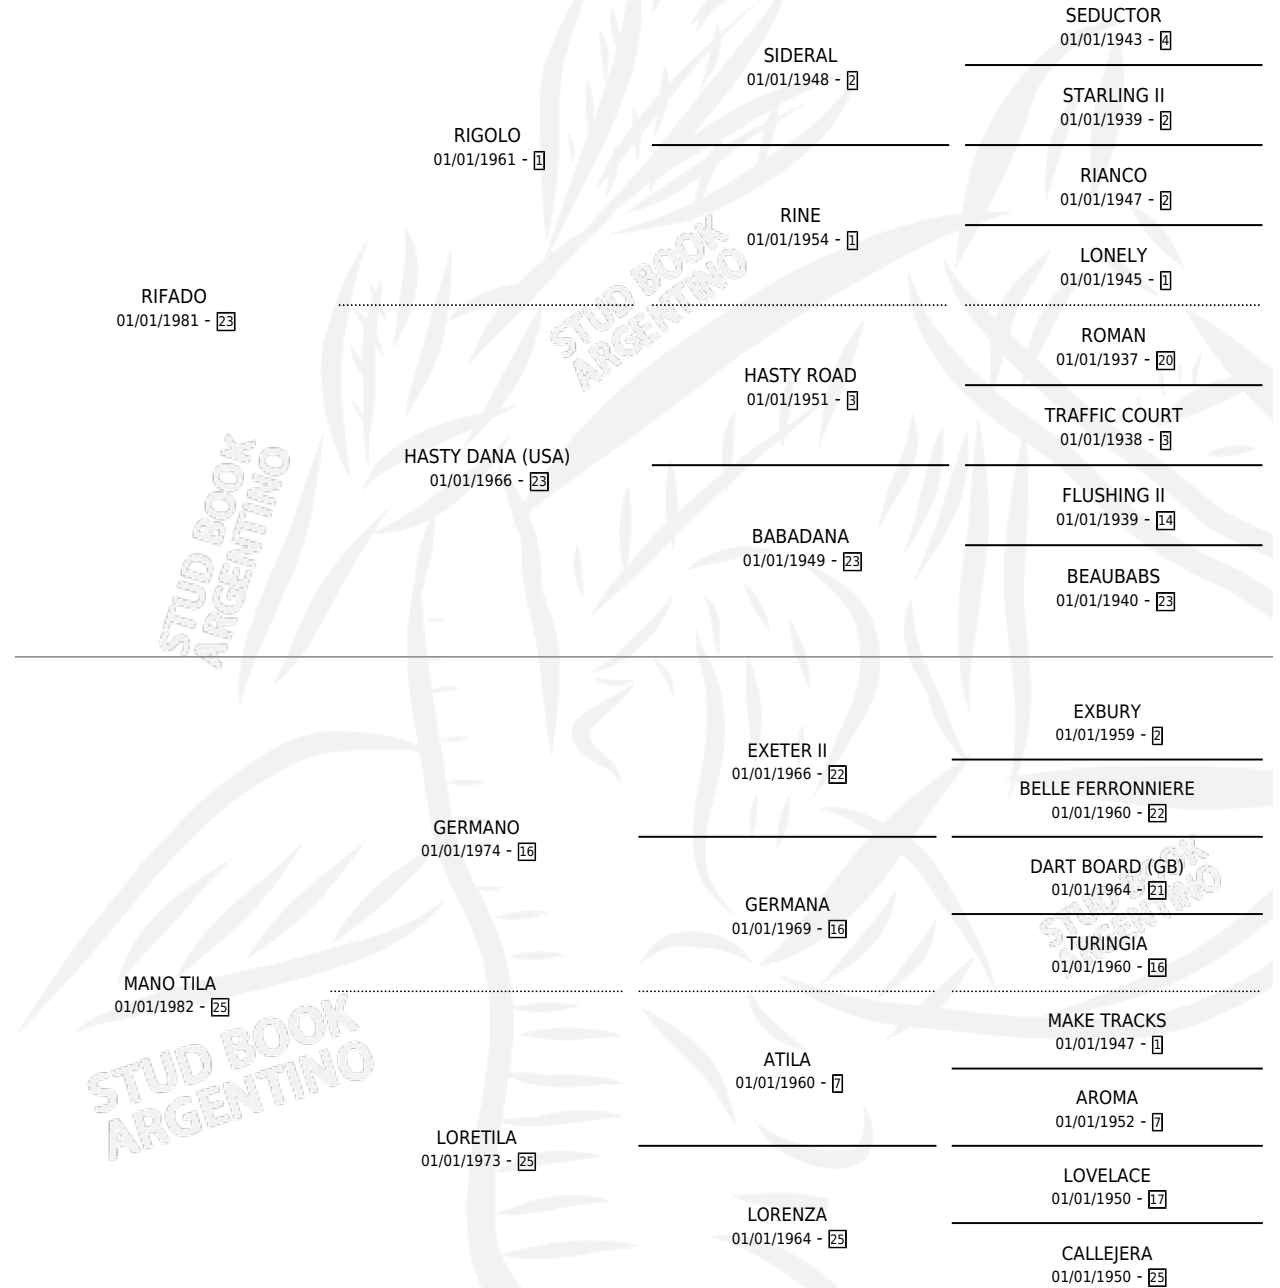 SEDUCTOR
01/01/1943 - 4
SIDERAL
01/01/1948 - 2
STARLING II
01/01/1939 - 2
RIGOLO
01/01/1961 - 1
RIANCO
01/01/1947 - 2
RINE
01/01/1954 - 1
LONELY
01/01/1945 - 1
RIFADO
01/01/1981 - 23
ROMAN
01/01/1937 - 20
HASTY ROAD
01/01/1951 - 3
TRAFFIC COURT
01/01/1938 - 3
HASTY DANA (USA)
01/01/1966 - 23
FLUSHING II
01/01/1939 - 14
BABADANA
01/01/1949 - 23
BEAUBABS
01/01/1940 - 23
STUD BOOK
ARGENTINO
STUD BOOK
ARGENTINO
EXBURY
01/01/1959 - 2
EXETER II
01/01/1966 - 22
BELLE FERRONNIERE
01/01/1960 - 22
GERMANO
01/01/1974 - 16
DART BOARD (GB)
01/01/1964 - 21
GERMANA
01/01/1969 - 16
TURINGIA
01/01/1960 - 16
MANO TILA
01/01/1982 - 25
MAKE TRACKS
01/01/1947 - 1
ATILA
01/01/1960 - 7
AROMA
01/01/1952 - 7
LORETILA
01/01/1973 - 25
LOVELACE
01/01/1950 - 17
LORENZA
01/01/1964 - 25
CALLEJERA
01/01/1950 - 25
STUD BOOK
ARGENTINO
STUD BOOK
ARGENTINO